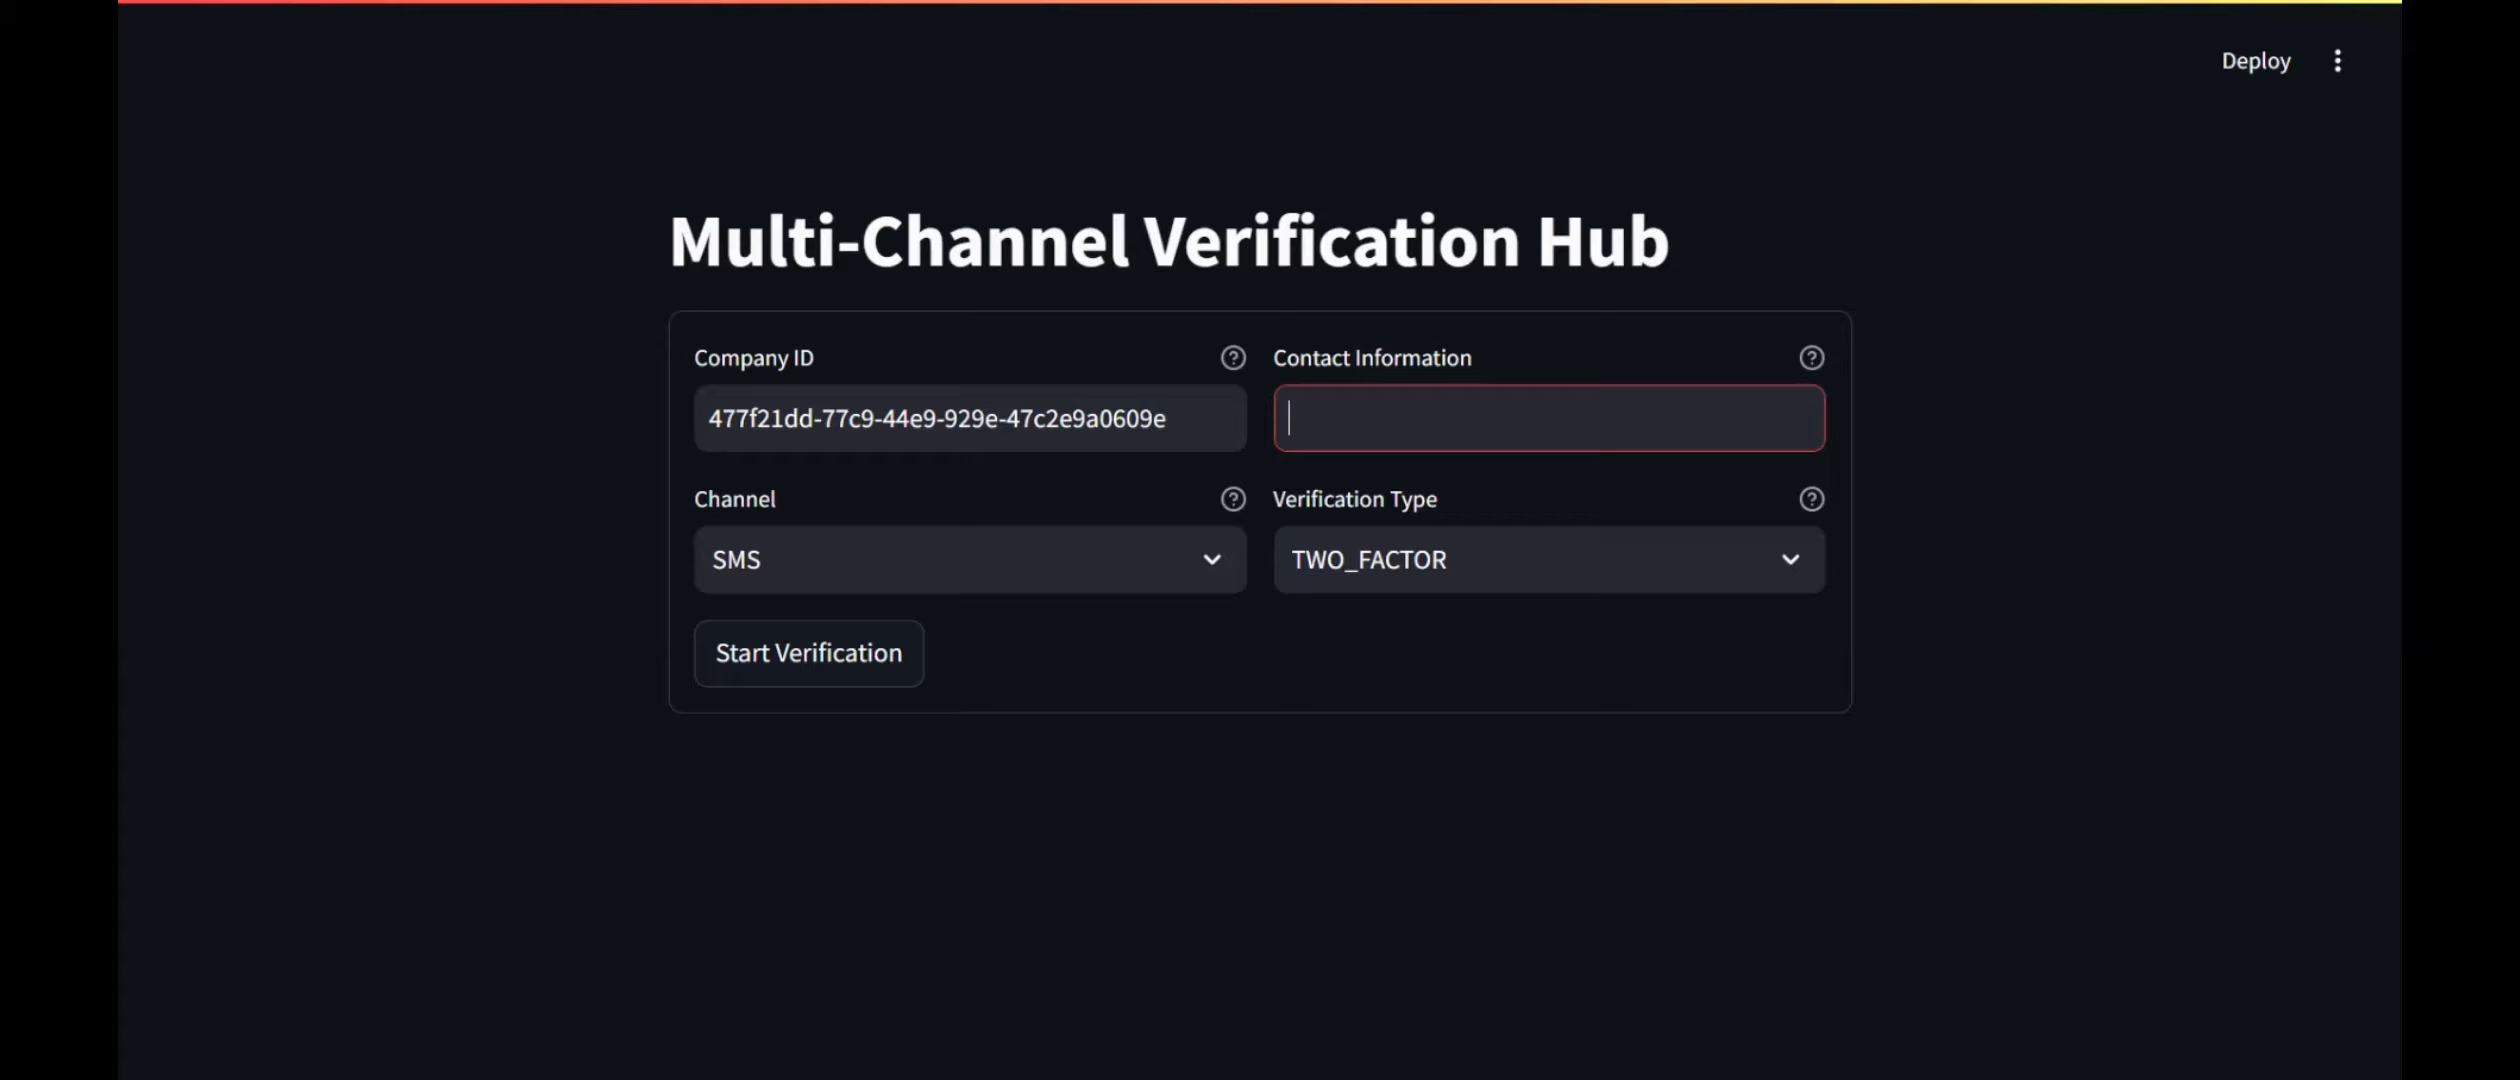 Deploy
Multi-Channel Verification Hub
Company ID
Contact Information
477f21dd-77c9-44e9-929e-47c2e9a0609e
Channel
Verification Type
SMS
TWO_FACTOR
Start Verification